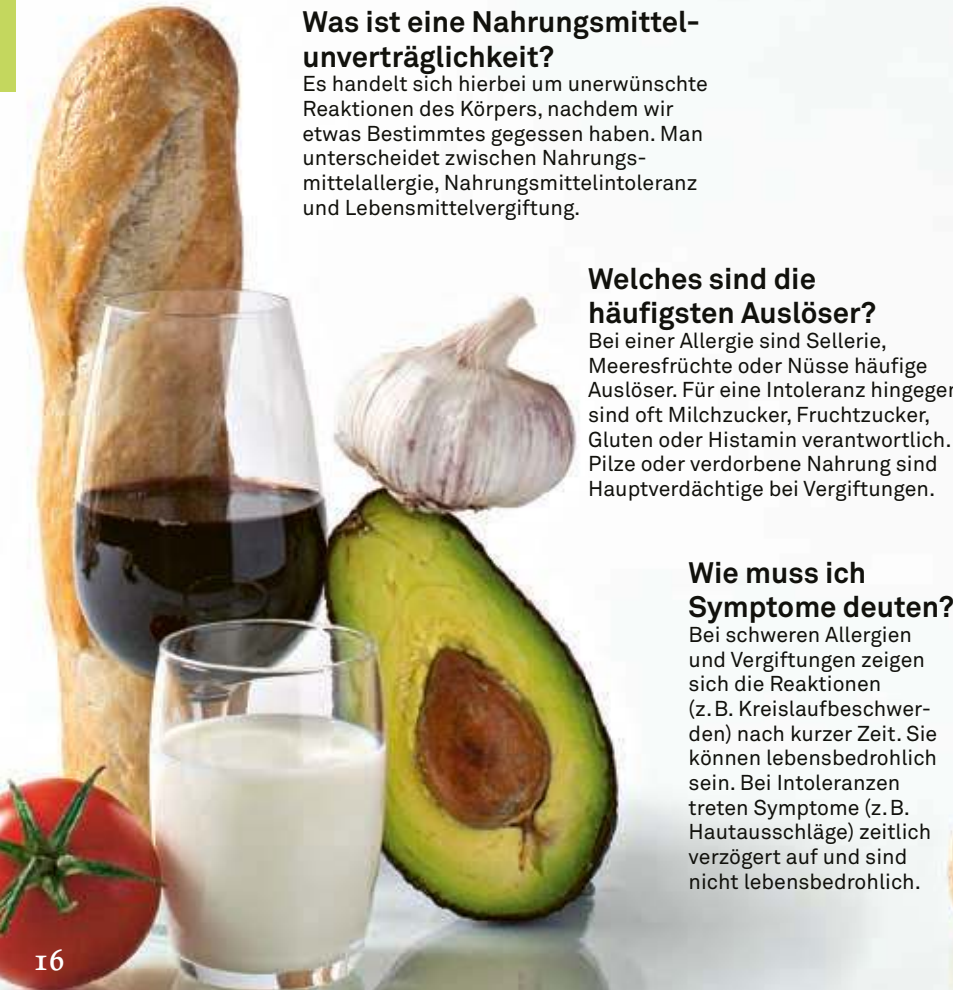 Was ist eine Nahrungsmittel-
unverträglichkeit?
Es handelt sich hierbei um unerwünschte
Reaktionen des Körpers, nachdem wir
etwas Bestimmtes gegessen haben. Man
unterscheidet zwischen Nahrungs-
mittelallergie, Nahrungsmittelintoleranz
und Lebensmittelvergiftung.
Welches sind die
häufigsten Auslöser?
Bei einer Allergie sind Sellerie,
Meeresfrüchte oder Nüsse häufige
Auslöser. Für eine Intoleranz hingegen
sind oft Milchzucker, Fruchtzucker,
Gluten oder Histamin verantwortlich.
Pilze oder verdorbene Nahrung sind
Hauptverdächtige bei Vergiftungen.
Wie muss ich
Symptome deuten?
Bei schweren Allergien
und Vergiftungen zeigen
sich die Reaktionen
(z.B. Kreislaufbeschwer-
den) nach kurzer Zeit. Sie
können lebensbedrohlich
sein. Bei Intoleranzen
treten Symptome (z.B.
Hautausschläge) zeitlich
verzögert auf und sind
nicht lebensbedrohlich.
16